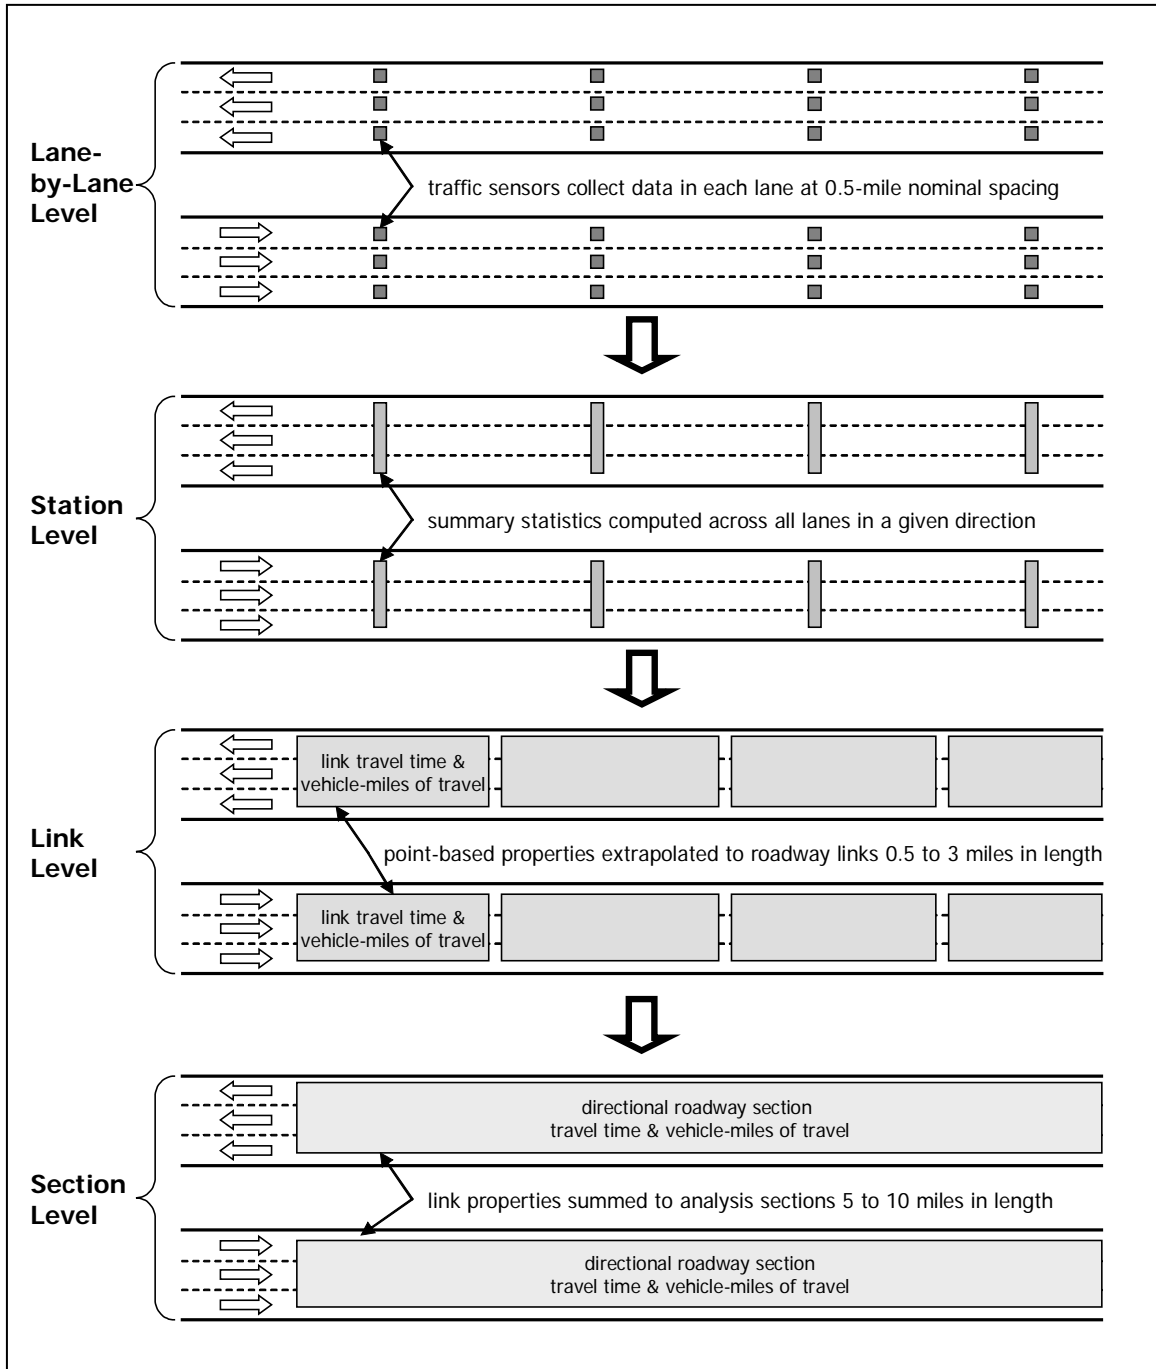 Lane-
by-Lane
Level
traffic sensors collect data in each lane at 0.5-mile nominal spacing
Station
Level
summary statistics computed across all lanes in a given direction
link travel time &
vehicle-miles of travel
Link
Level
point-based properties extrapolated to roadway links 0.5 to 3 miles in length
link travel time &
vehicle-miles of travel
directional roadway section
travel time & vehicle-miles of travel
Section
Level
link properties summed to analysis sections 5 to 10 miles in length
directional roadway section
travel time & vehicle-miles of travel